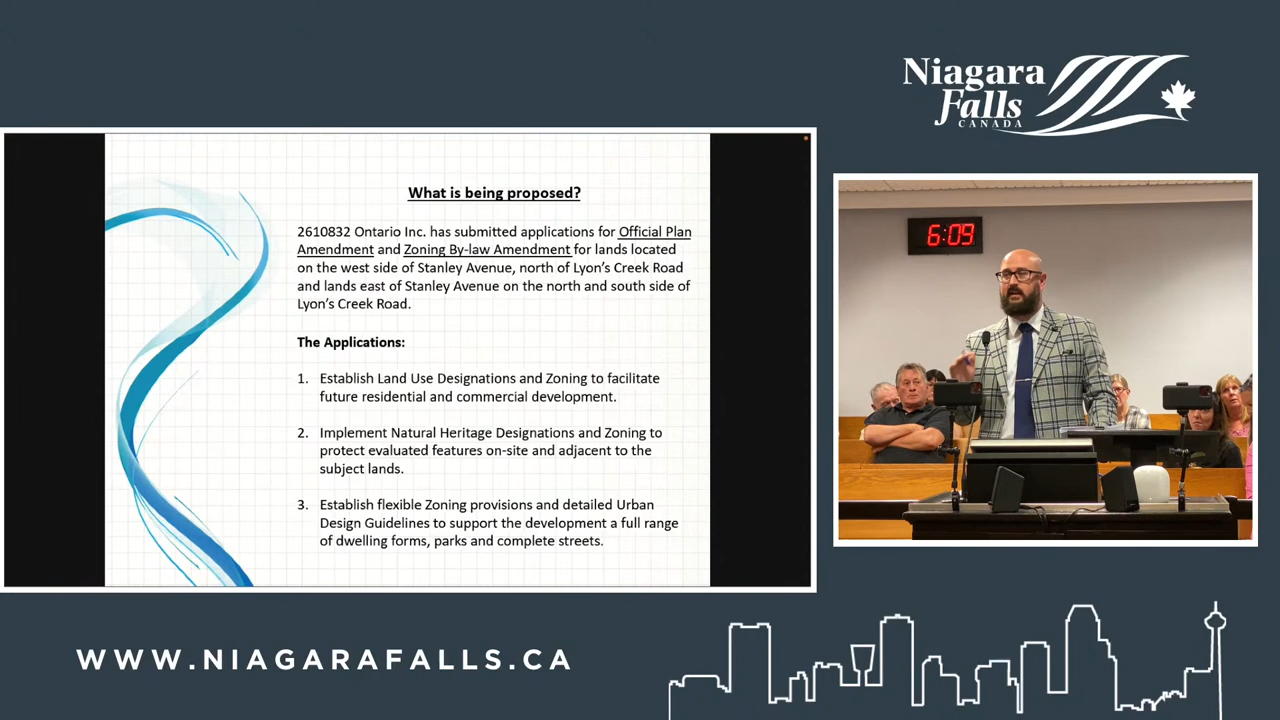 Niagara
Falls
CANADA
What is being proposed?
2610832 Ontario Inc. has submitted applications for Official Plan
Amendment and Zoning By-law Amendment for lands located
on the west side of Stanley Avenue, north of Lyon's Creek Road
and lands east of Stanley Avenue on the north and south side of
Lyon's Creek Road.
The Applications:
1. Establish Land Use Designations and Zoning to facilitate
future residential and commercial development.
2. Implement Natural Heritage Designations and Zoning to
protect evaluated features on-site and adjacent to the
subject lands.
3. Establish flexible Zoning provisions and detailed Urban
Design Guidelines to support the development a full range
of dwelling forms, parks and complete streets.
6:09
WWW.NIAGARAFALLS.CA